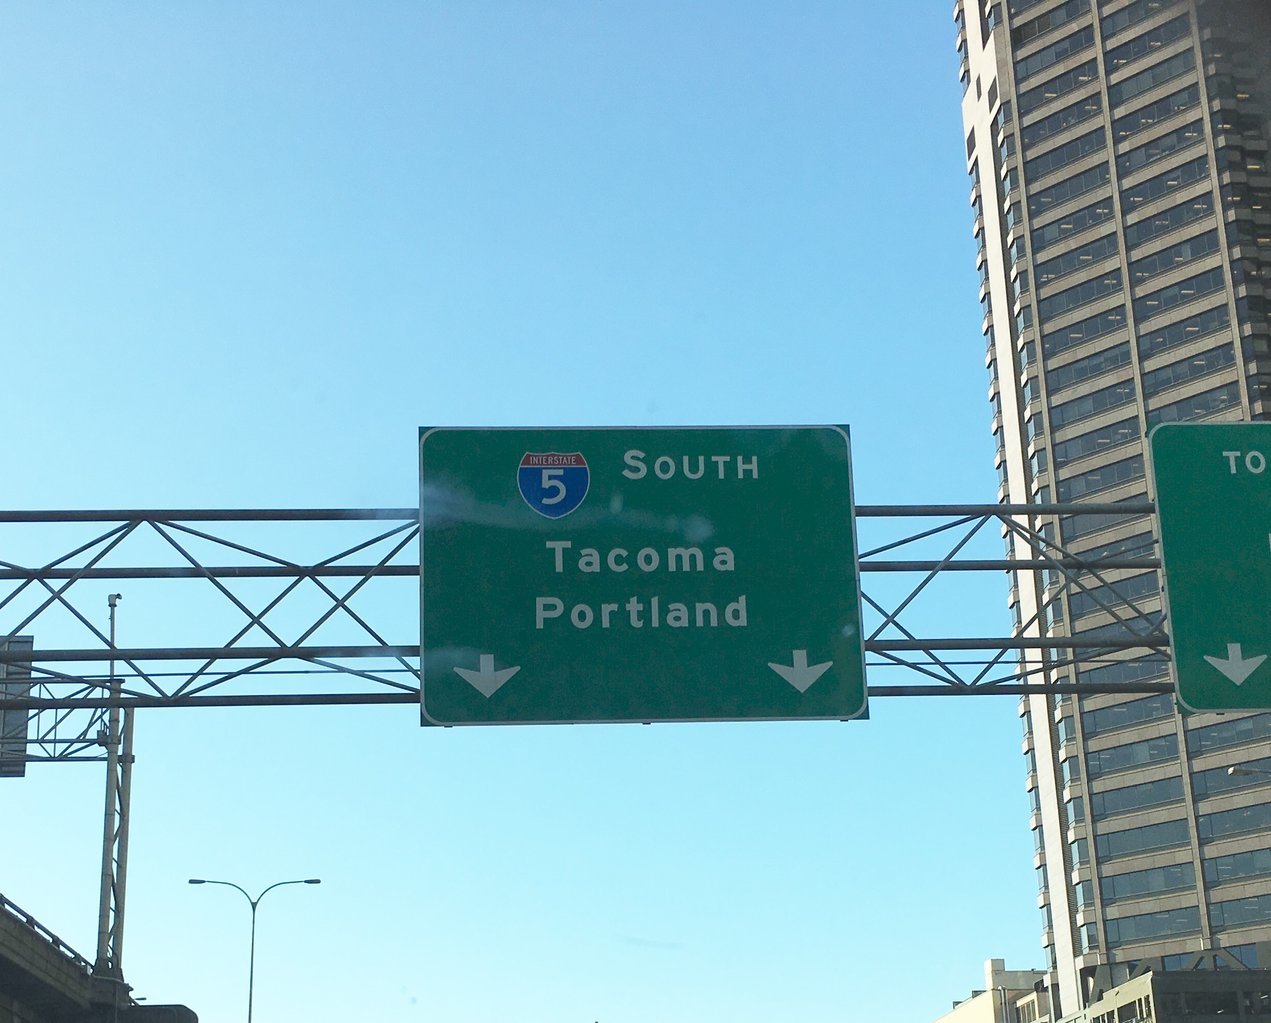 INTERSTATE
5
SOUTH
Tacoma
Portland
TO